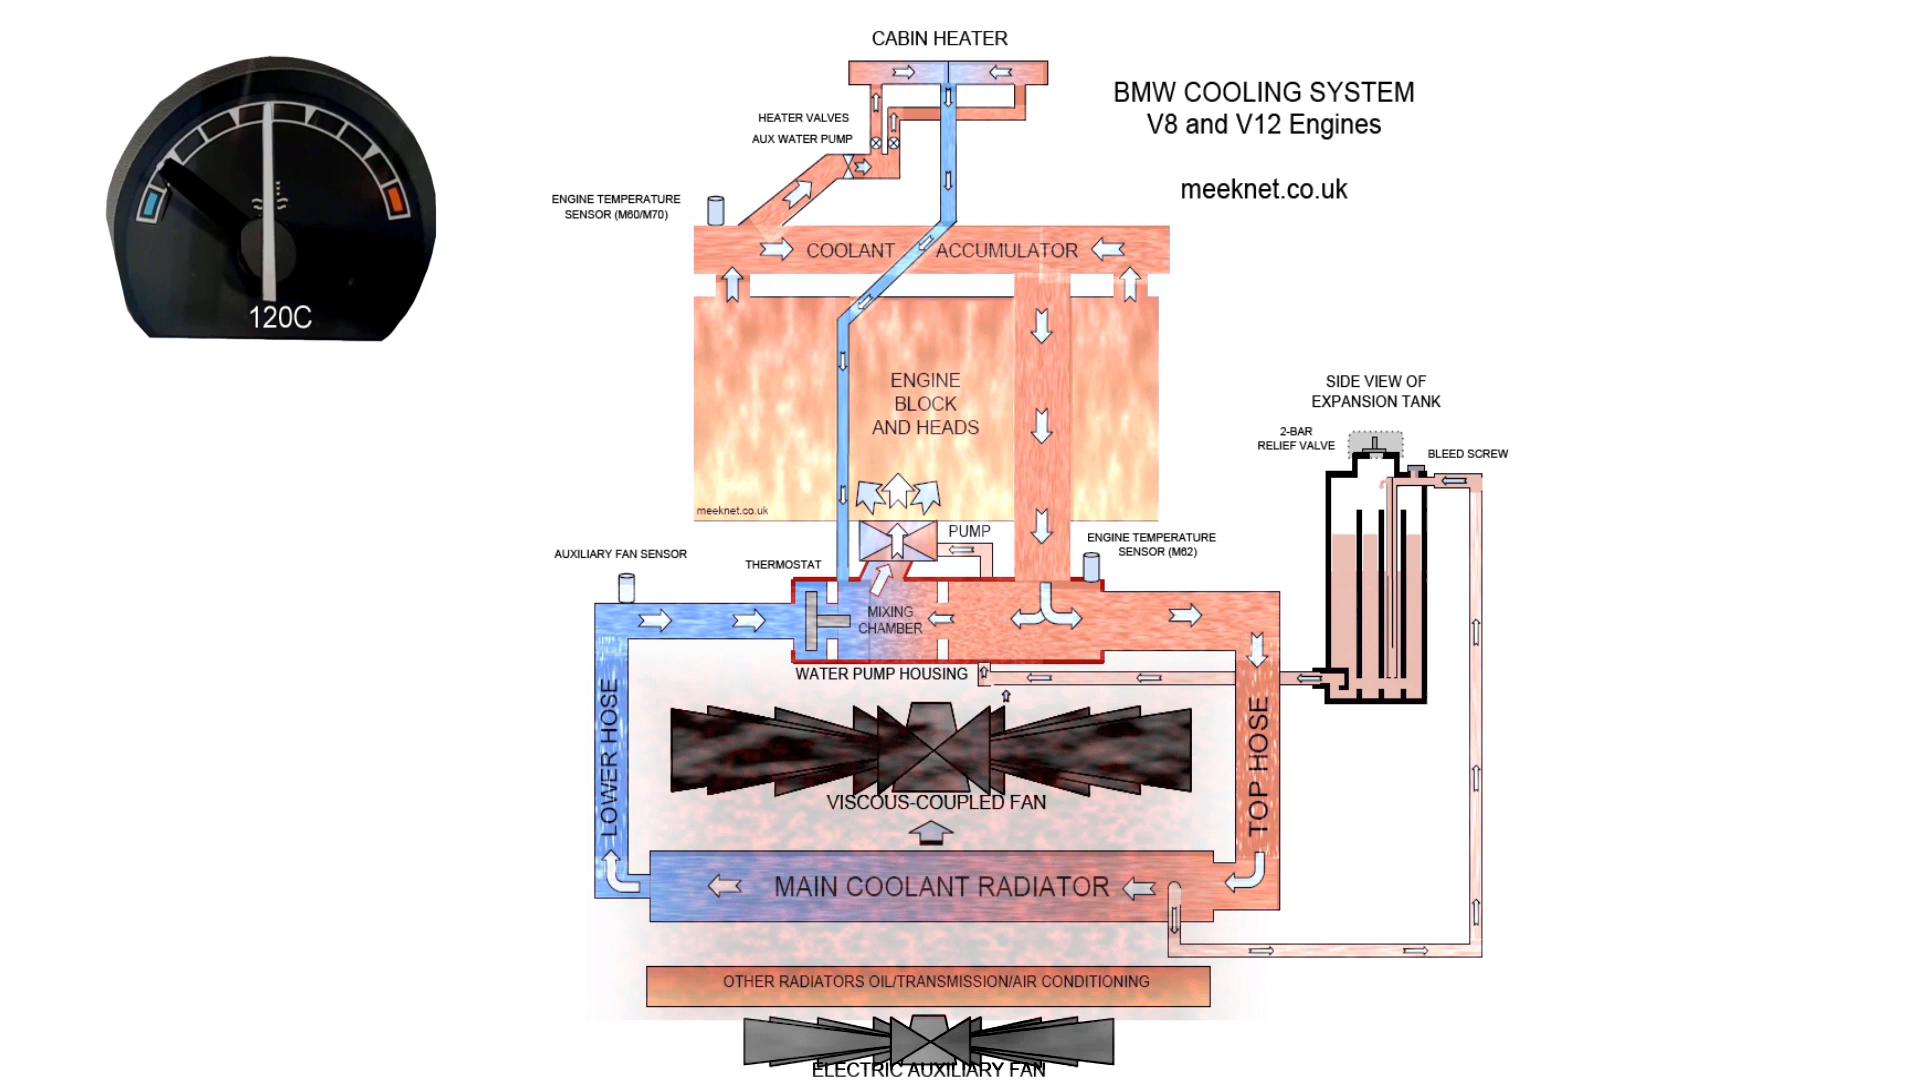 CABIN HEATER
BMW COOLING SYSTEM
V8 and V12 Engines
meeknet.co.uk
HEATER VALVES
AUX WATER PUMP
ENGINE TEMPERATURE
SENSOR (M60/M70)
120C
COOLANT ACCUMULATOR
ENGINE
BLOCK
AND HEADS
meeknet.co.uk
SIDE VIEW OF
EXPANSION TANK
2-BAR
RELIEF VALVE
BLEED SCREW
PUMP
ENGINE TEMPERATURE
SENSOR (M62)
AUXILIARY FAN SENSOR
THERMOSTAT
MIXING
CHAMBER
WATER PUMP HOUSING
LOWER HOSE
TOP HOSE
VISCOUS-COUPLED FAN
MAIN COOLANT RADIATOR
OTHER RADIATORS OIL/TRANSMISSION/AIR CONDITIONING
ELECTRIC AUXILIARY FAN